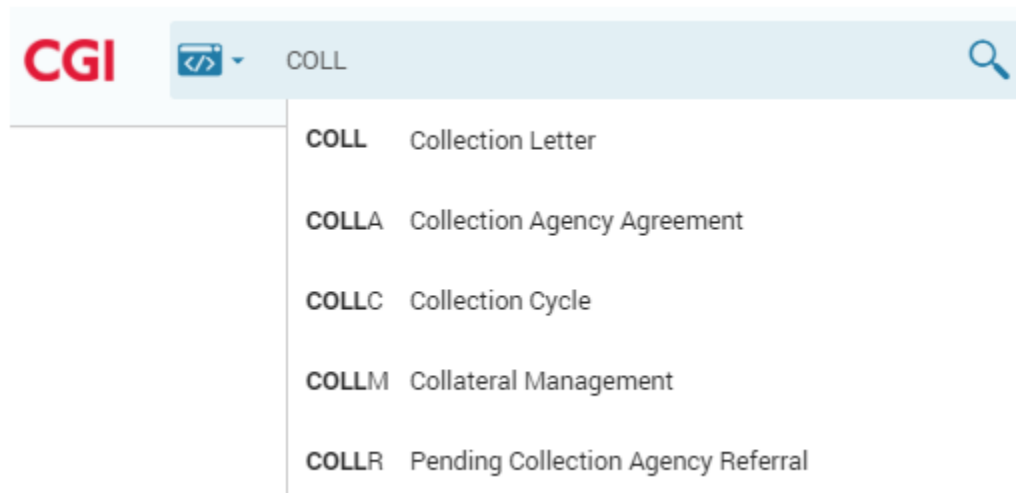 CGI </> COLL
COLL Collection Letter
COLLA Collection Agency Agreement
COLLC Collection Cycle
COLLM Collateral Management
COLLR Pending Collection Agency Referral